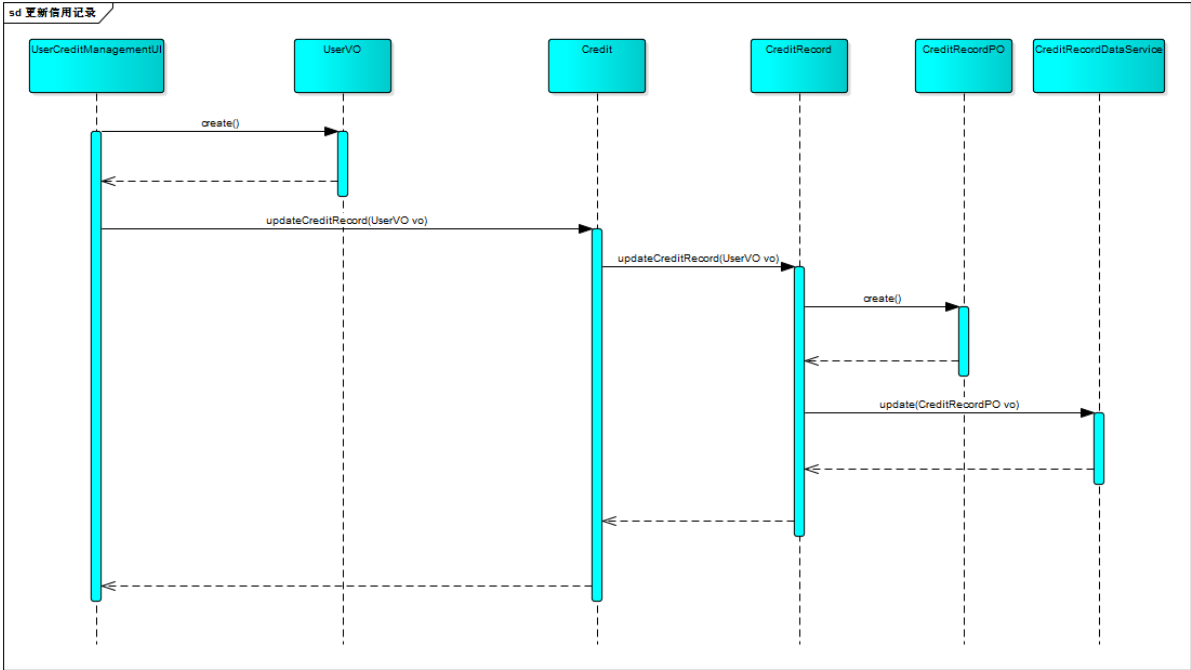 sd 更新信用记录
UserCreditManagementUI
UserVO
Credit
CreditRecord
CreditRecordPO
CreditRecordDataService
create()
updateCreditRecord(UserVO vo)
updateCreditRecord(UserVO vo)
create()
update(CreditRecordPO vo)